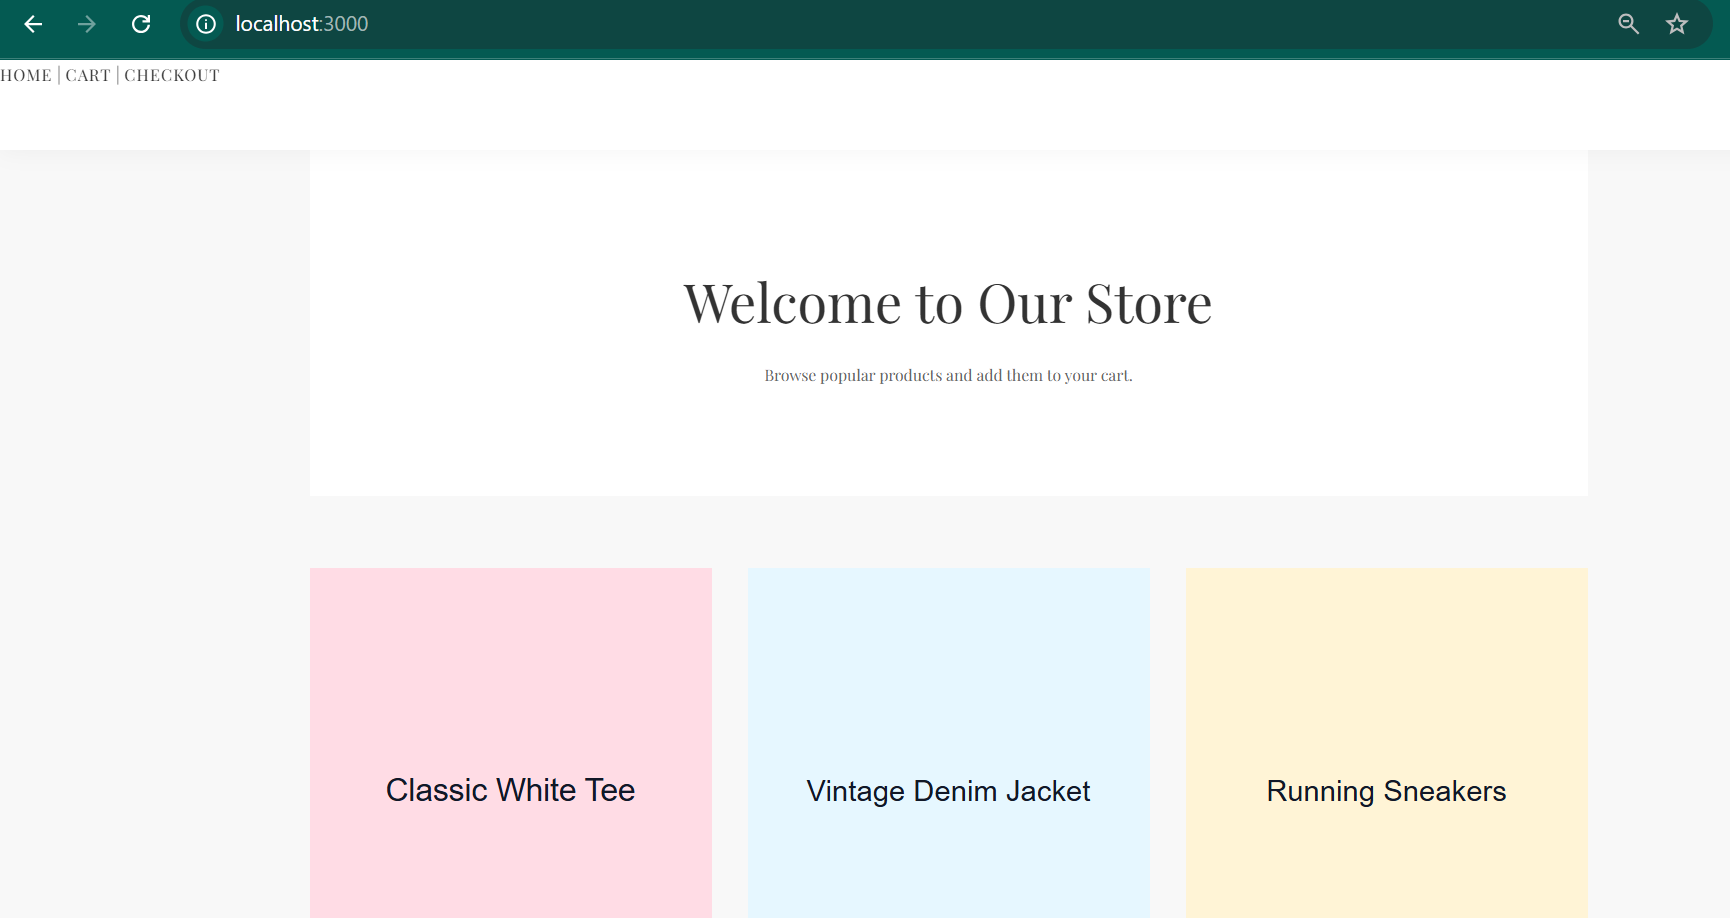 localhost:3000
HOME | CART | CHECKOUT
Welcome to Our Store
Browse popular products and add them to your cart.
Classic White Tee
Vintage Denim Jacket
Running Sneakers